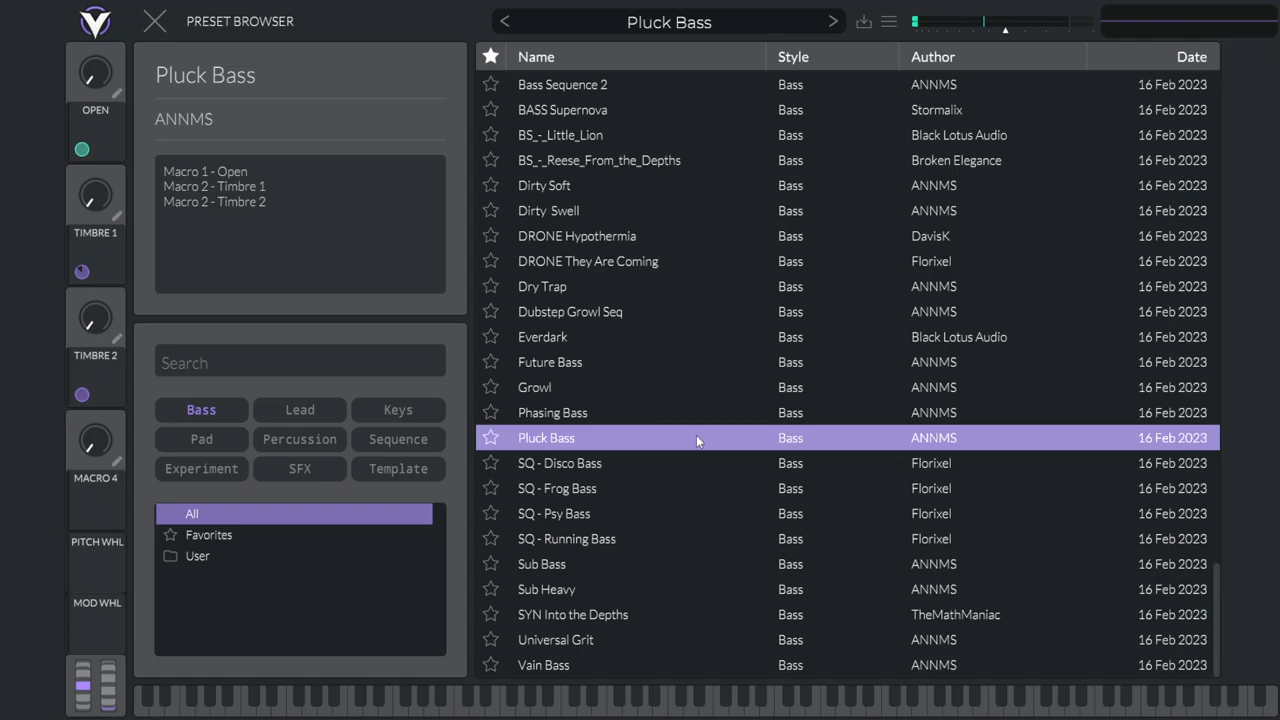 PRESET BROWSER
Pluck Bass
OPEN
TIMBRE 1
TIMBRE 2
MACRO 4
PITCH WHL
MOD WHL
Pluck Bass
ANNMS
Macro 1 - Open
Macro 2 - Timbre 1
Macro 2 - Timbre 2
Search
Bass Lead Keys
Pad Percussion Sequence
Experiment SFX Template
All
Favorites
User
Name Style Author Date
Bass Sequence 2 Bass ANNMS 16 Feb 2023
BASS Supernova Bass Stormalix 16 Feb 2023
BS_-_Little_Lion Bass Black Lotus Audio 16 Feb 2023
BS_-_Reese_From_the_Depths Bass Broken Elegance 16 Feb 2023
Dirty Soft Bass ANNMS 16 Feb 2023
Dirty Swell Bass ANNMS 16 Feb 2023
DRONE Hypothermia Bass DavisK 16 Feb 2023
DRONE They Are Coming Bass Florixel 16 Feb 2023
Dry Trap Bass ANNMS 16 Feb 2023
Dubstep Growl Seq Bass ANNMS 16 Feb 2023
Everdark Bass Black Lotus Audio 16 Feb 2023
Future Bass Bass ANNMS 16 Feb 2023
Growl Bass ANNMS 16 Feb 2023
Phasing Bass Bass ANNMS 16 Feb 2023
Pluck Bass Bass ANNMS 16 Feb 2023
SQ - Disco Bass Bass Florixel 16 Feb 2023
SQ - Frog Bass Bass Florixel 16 Feb 2023
SQ - Psy Bass Bass Florixel 16 Feb 2023
SQ - Running Bass Bass Florixel 16 Feb 2023
Sub Bass Bass ANNMS 16 Feb 2023
Sub Heavy Bass ANNMS 16 Feb 2023
SYN Into the Depths Bass TheMathManiac 16 Feb 2023
Universal Grit Bass ANNMS 16 Feb 2023
Vain Bass Bass ANNMS 16 Feb 2023